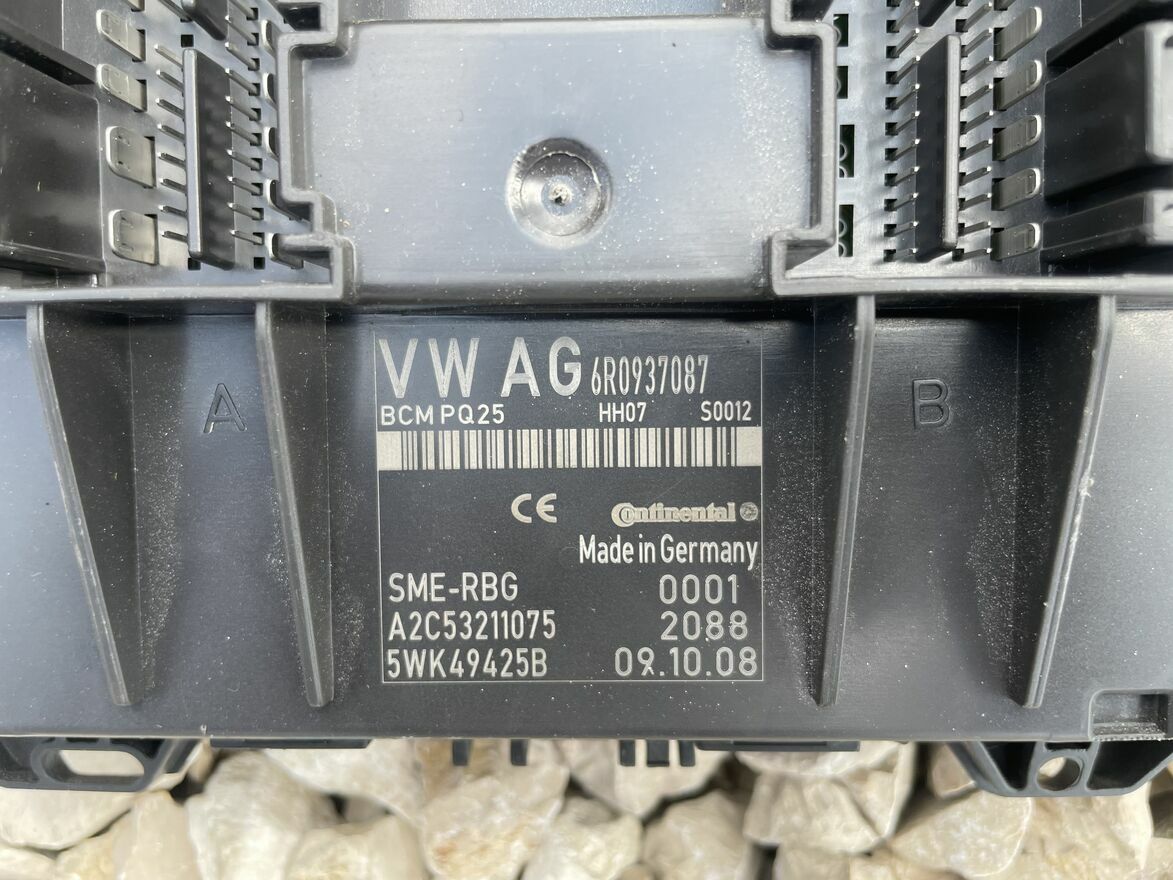 VW AG 6R0937087
BCM PQ25 HH07 S0012
A
B
CE
Continental
Made in Germany
SME-RBG 0001
A2C53211075 2088
5WK49425B 09.10.08